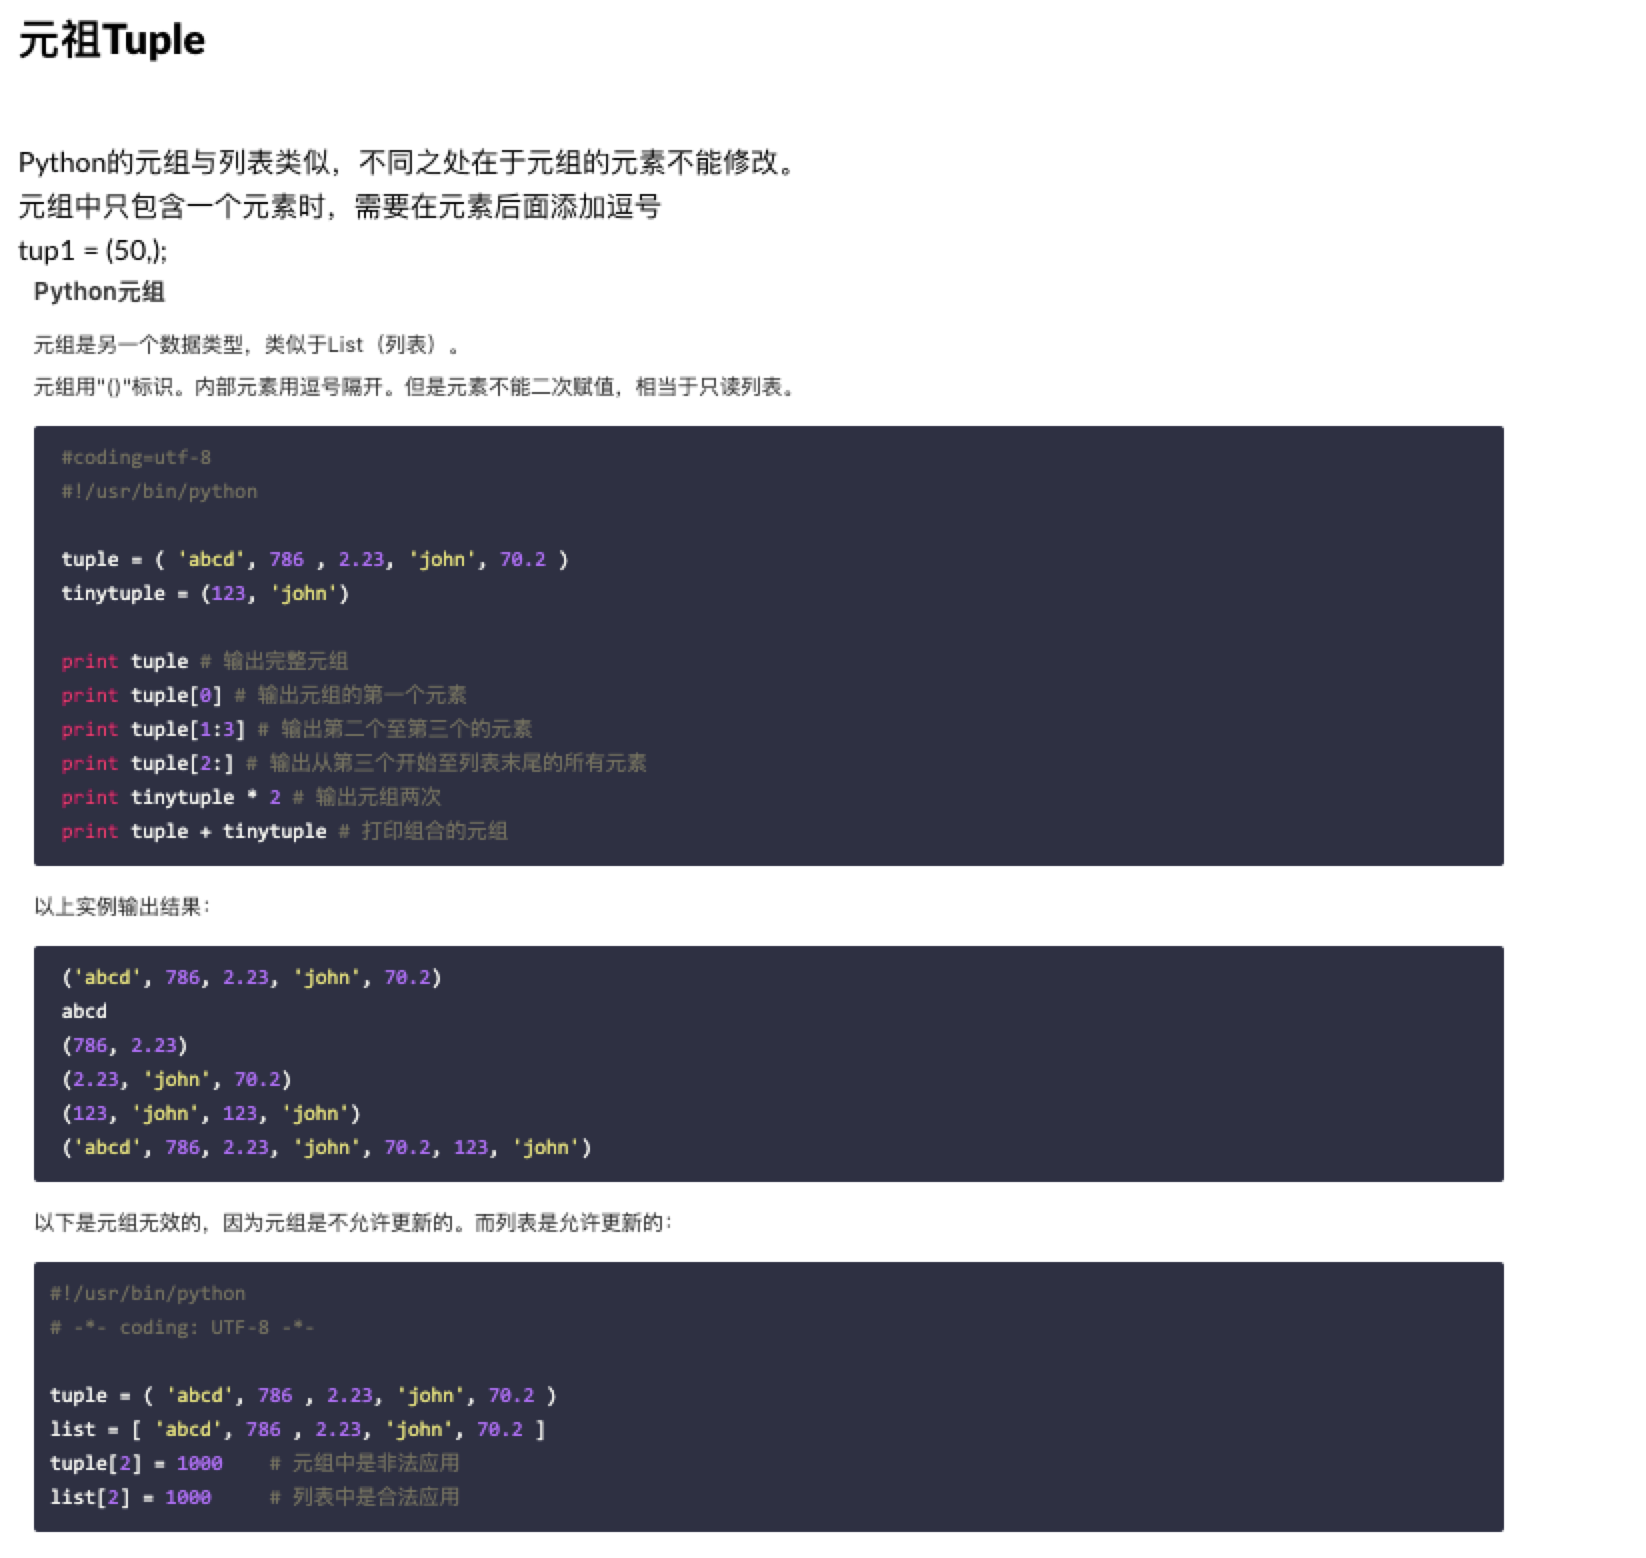 元祖Tuple
Python的元组与列表类似，不同之处在于元组的元素不能修改。
元组中只包含一个元素时，需要在元素后面添加逗号
tup1 = (50,);
Python元组
元组是另一个数据类型，类似于List（列表）。
元组用"()"标识。内部元素用逗号隔开。但是元素不能二次赋值，相当于只读列表。
#coding=utf-8
#!/usr/bin/python
tuple = ( 'abcd', 786 , 2.23, 'john', 70.2 )
tinytuple = (123, 'john')
print tuple # 输出完整元组
print tuple[0] # 输出元组的第一个元素
print tuple[1:3] # 输出第二个至第三个的元素
print tuple[2:] # 输出从第三个开始至列表末尾的所有元素
print tinytuple * 2 # 输出元组两次
print tuple + tinytuple # 打印组合的元组
以上实例输出结果：
('abcd', 786, 2.23, 'john', 70.2)
abcd
(786, 2.23)
(2.23, 'john', 70.2)
(123, 'john', 123, 'john')
('abcd', 786, 2.23, 'john', 70.2, 123, 'john')
以下是元组无效的，因为元组是不允许更新的。而列表是允许更新的：
#!/usr/bin/python
# -*- coding: UTF-8 -*-
tuple = ( 'abcd', 786 , 2.23, 'john', 70.2 )
list = [ 'abcd', 786 , 2.23, 'john', 70.2 ]
tuple[2] = 1000    # 元组中是非法应用
list[2] = 1000     # 列表中是合法应用